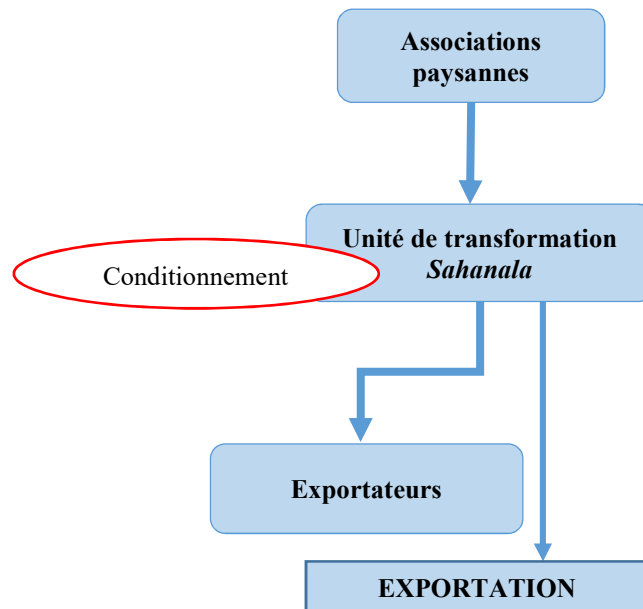 Associations
paysannes
Unité de transformation
Sahanala
Conditionnement
Exportateurs
EXPORTATION